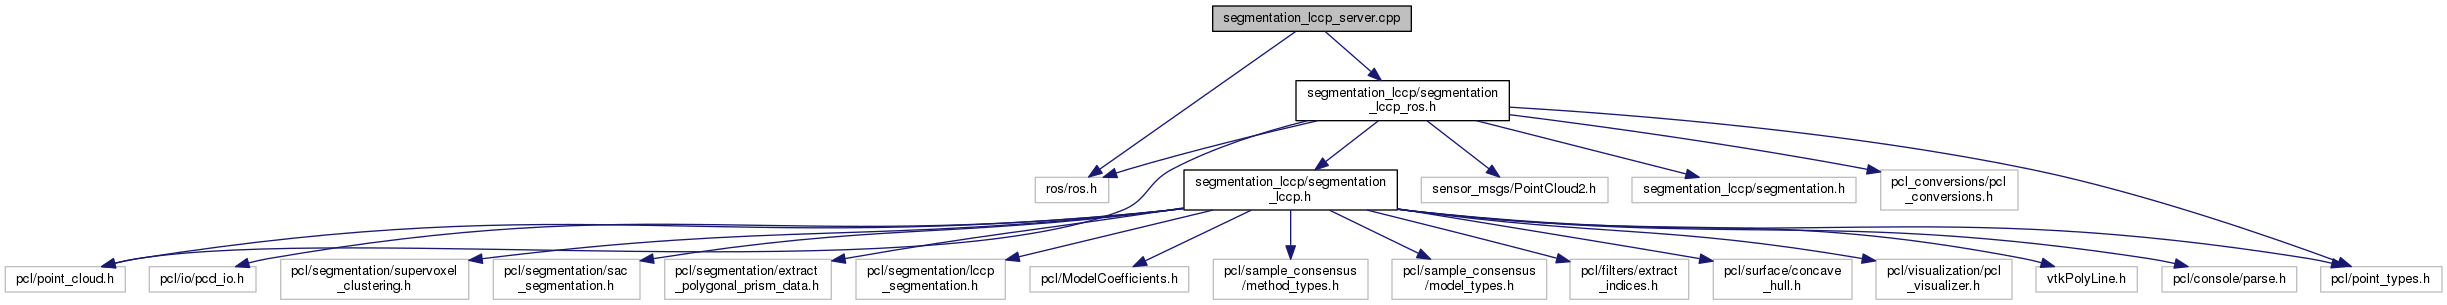 segmentation_lccp_server.cpp
segmentation_lccp/segmentation
_lccp_ros.h
ros/ros.h
segmentation_lccp/segmentation
_lccp.h
sensor_msgs/PointCloud2.h
segmentation_lccp/segmentation.h
pcl_conversions/pcl
_conversions.h
pcl/point_cloud.h
pcl/io/pcd_io.h
pcl/segmentation/supervoxel
_clustering.h
pcl/segmentation/sac
_segmentation.h
pcl/segmentation/extract
_polygonal_prism_data.h
pcl/segmentation/lccp
_segmentation.h
pcl/ModelCoefficients.h
pcl/sample_consensus
/method_types.h
pcl/sample_consensus
/model_types.h
pcl/filters/extract
_indices.h
pcl/surface/concave
_hull.h
pcl/visualization/pcl
_visualizer.h
vtkPolyLine.h
pcl/console/parse.h
pcl/point_types.h